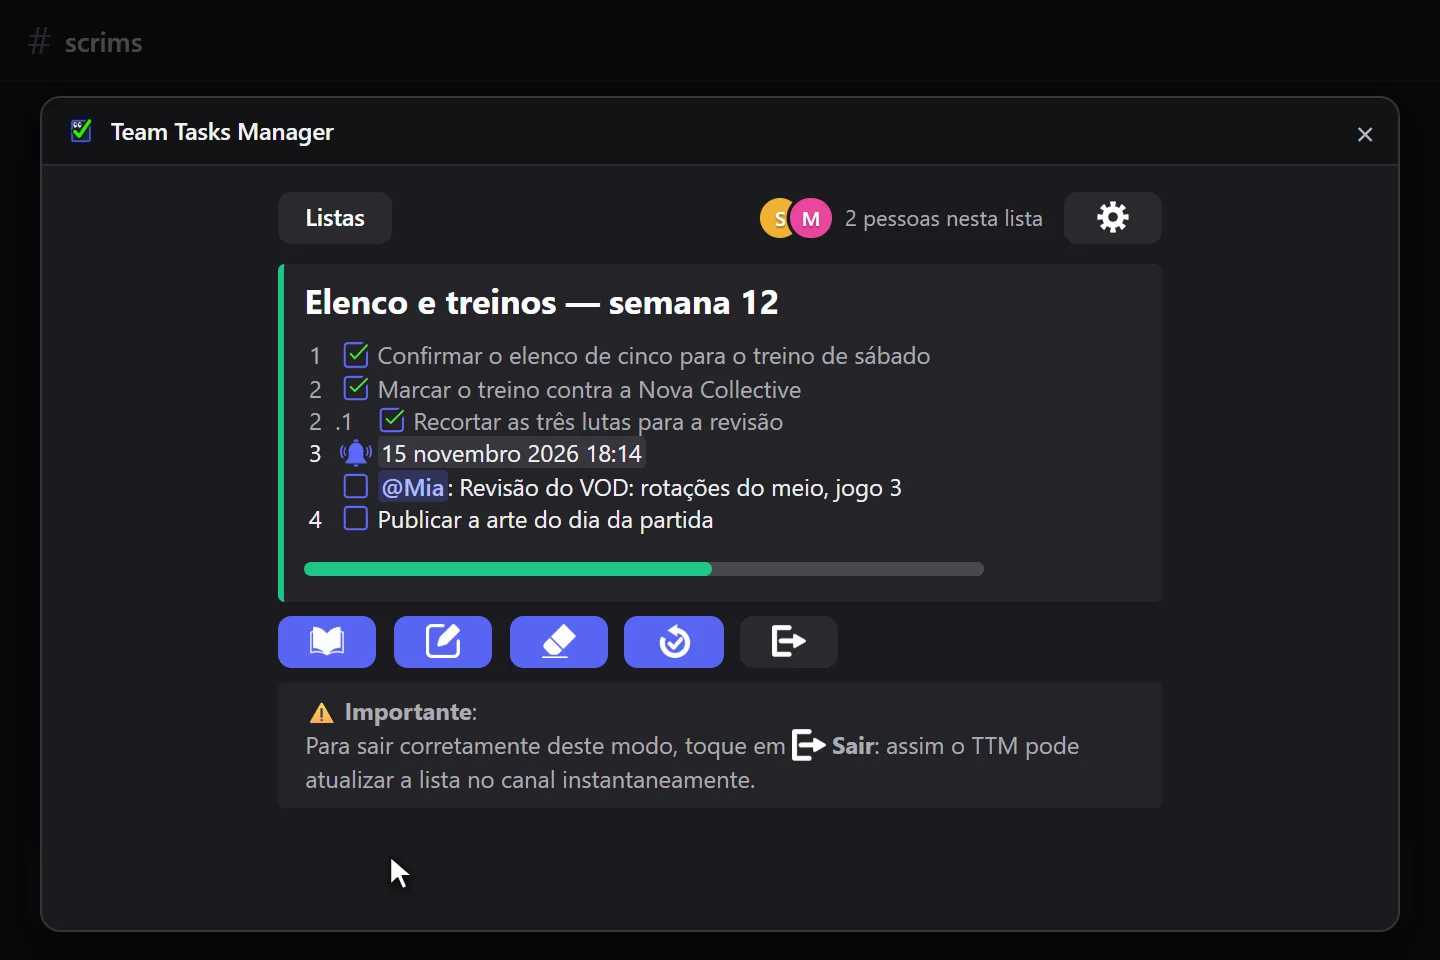 # scrims
Team Tasks Manager
Listas
S M 2 pessoas nesta lista
Elenco e treinos — semana 12
1 Confirmar o elenco de cinco para o treino de sábado
2 Marcar o treino contra a Nova Collective
2 .1 Recortar as três lutas para a revisão
3 15 novembro 2026 18:14
@Mia: Revisão do VOD: rotações do meio, jogo 3
4 Publicar a arte do dia da partida
Importante:
Para sair corretamente deste modo, toque em Sair: assim o TTM pode
atualizar a lista no canal instantaneamente.